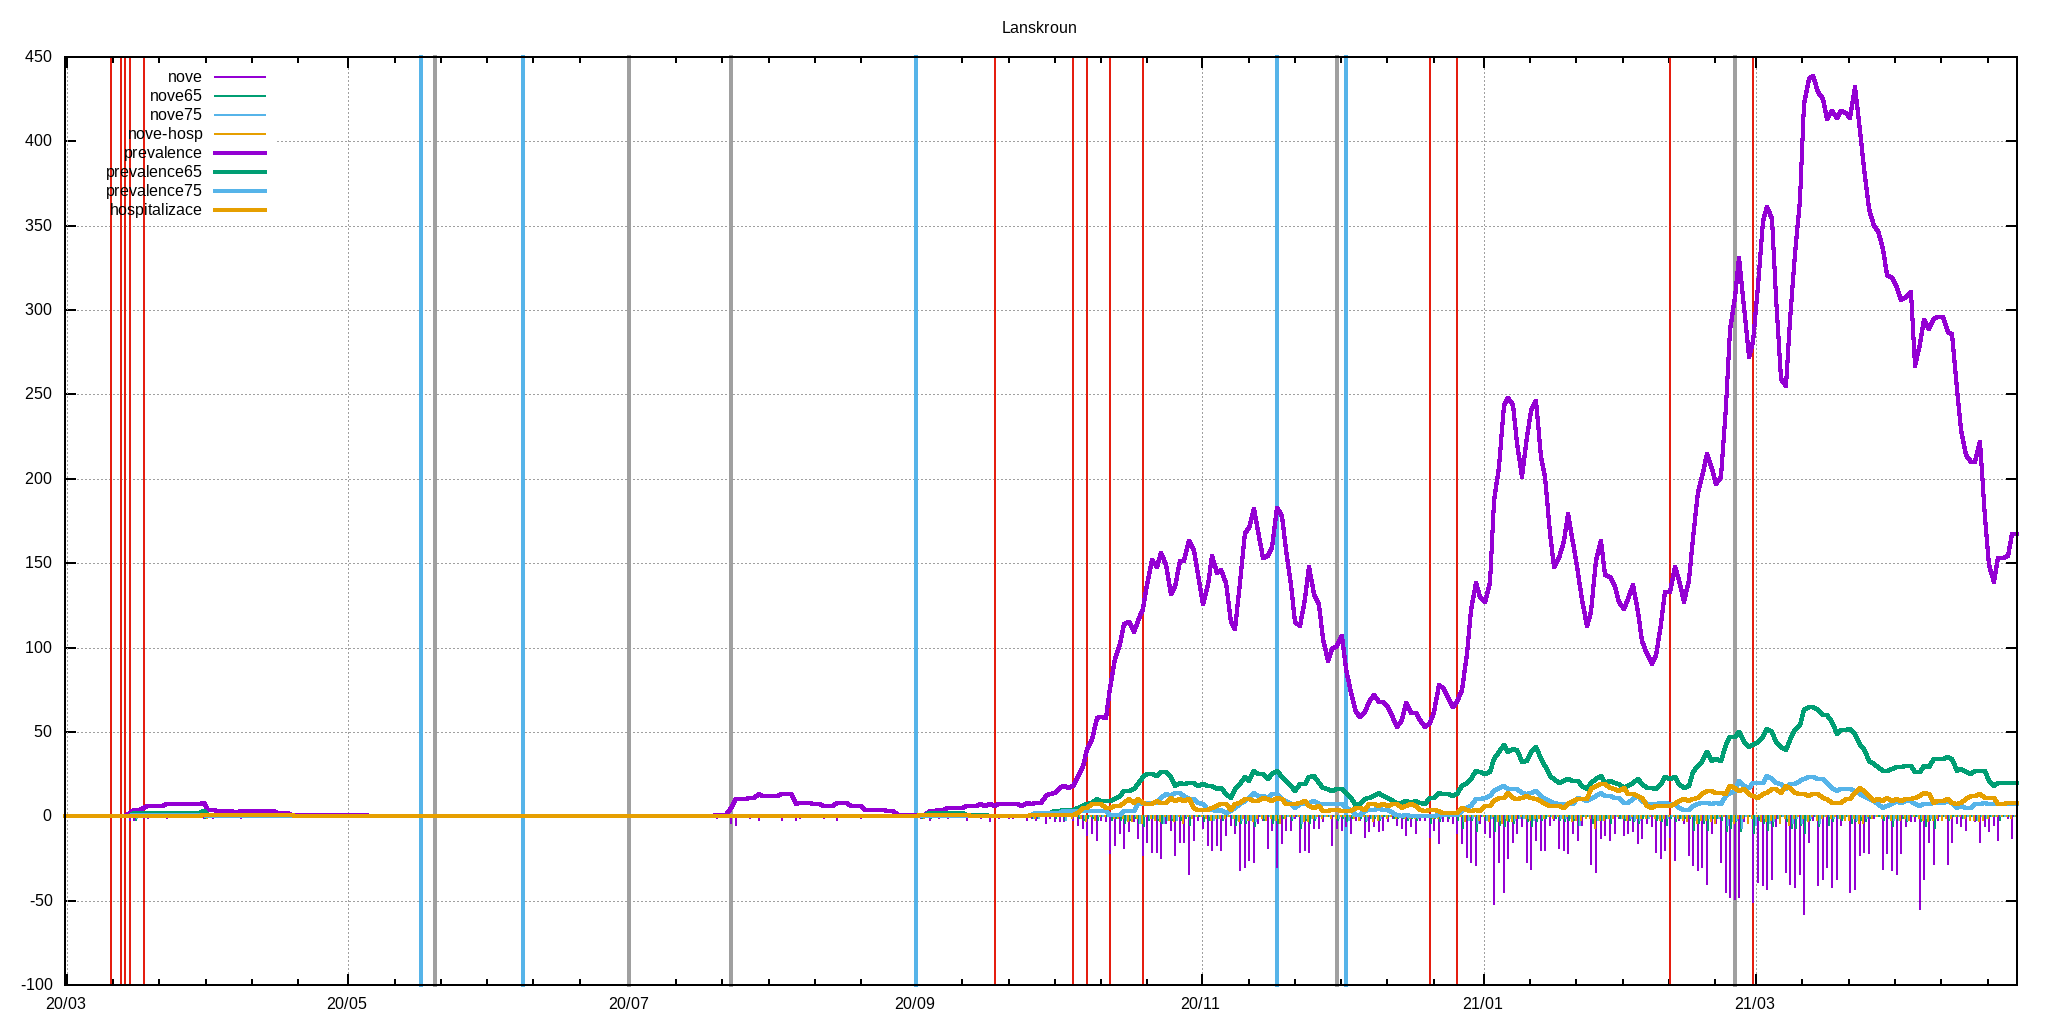 Lanskroun
450
400
350
300
250
200
150
100
50
0
-50
-100
nove
nove65
nove75
nove-hosp
prevalence
prevalence65
prevalence75
hospitalizace
20/03 20/05 20/07 20/09 20/11 21/01 21/03